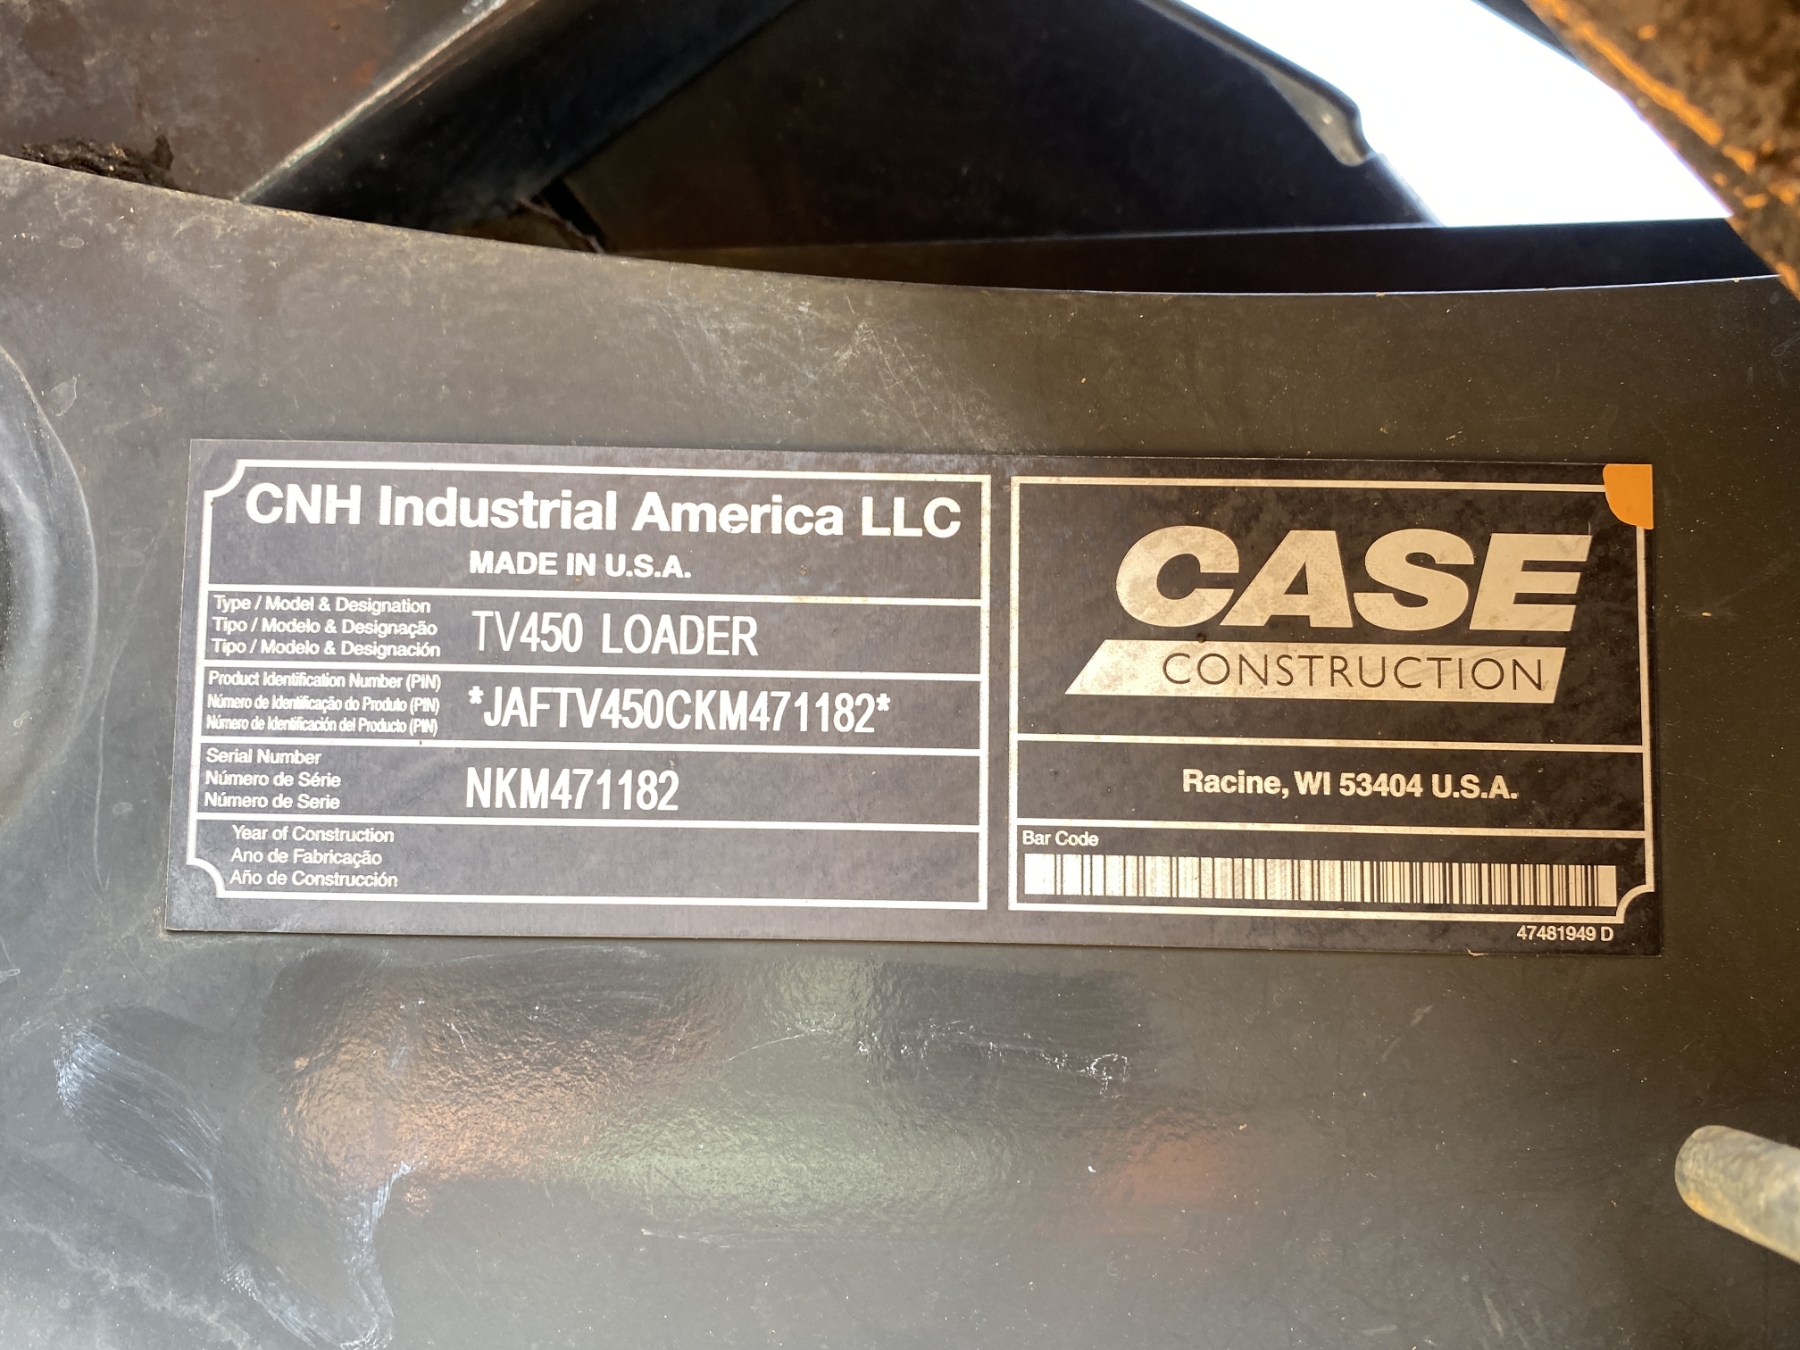 CNH Industrial America LLC
MADE IN U.S.A.
Type / Model & Designation
Tipo / Modelo & Designação
Tipo / Modelo & Designación
TV450 LOADER
Product Identification Number (PIN)
Número de Identificação do Produto (PIN)
Número de Identificación del Producto (PIN)
*JAFTV450CKM471182*
Serial Number
Número de Série
Número de Serie
NKM471182
Year of Construction
Ano de Fabricação
Año de Construcción
CASE
CONSTRUCTION
Racine, WI 53404 U.S.A.
Bar Code
47481949 D